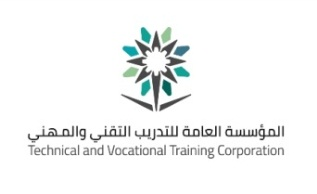 المؤسسة العامة للتدريب التقني والمهني
Technical and Vocational Training Corporation